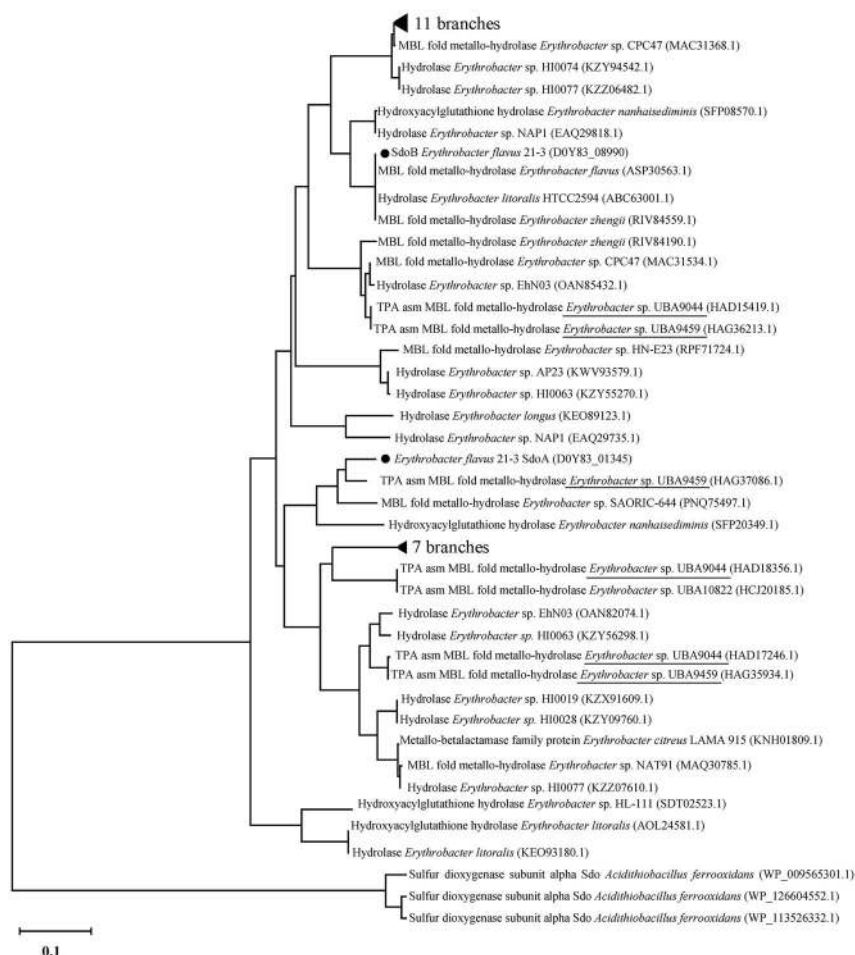 11 branches
MBL fold metallo-hydrolase Erythrobacter sp. CPC47 (MAC31368.1)
Hydrolase Erythrobacter sp. HI0074 (KZY94542.1)
Hydrolase Erythrobacter sp. HI0077 (KZZ06482.1)
Hydroxyacylglutathione hydrolase Erythrobacter nanhaisediminis (SFP08570.1)
Hydrolase Erythrobacter sp. NAP1 (EAQ29818.1)
SdoB Erythrobacter flavus 21-3 (D0Y83_08990)
MBL fold metallo-hydrolase Erythrobacter flavus (ASP30563.1)
Hydrolase Erythrobacter litoralis HTCC2594 (ABC63001.1)
MBL fold metallo-hydrolase Erythrobacter zhengii (RIV84559.1)
MBL fold metallo-hydrolase Erythrobacter zhengii (RIV84190.1)
MBL fold metallo-hydrolase Erythrobacter sp. CPC47 (MAC31534.1)
Hydrolase Erythrobacter sp. EhN03 (OAN85432.1)
TPA asm MBL fold metallo-hydrolase Erythrobacter sp. UBA9044 (HAD15419.1)
TPA asm MBL fold metallo-hydrolase Erythrobacter sp. UBA9459 (HAG36213.1)
MBL fold metallo-hydrolase Erythrobacter sp. HN-E23 (RPF71724.1)
Hydrolase Erythrobacter sp. AP23 (KWV93579.1)
Hydrolase Erythrobacter sp. HI0063 (KZY55270.1)
Hydrolase Erythrobacter longus (KEO89123.1)
Hydrolase Erythrobacter sp. NAP1 (EAQ29735.1)
Erythrobacter flavus 21-3 SdoA (D0Y83_01345)
TPA asm MBL fold metallo-hydrolase Erythrobacter sp. UBA9459 (HAG37086.1)
MBL fold metallo-hydrolase Erythrobacter sp. SAORIC-644 (PNQ75497.1)
Hydroxyacylglutathione hydrolase Erythrobacter nanhaisediminis (SFP20349.1)
7 branches
TPA asm MBL fold metallo-hydrolase Erythrobacter sp. UBA9044 (HAD18356.1)
TPA asm MBL fold metallo-hydrolase Erythrobacter sp. UBA10822 (HCJ20185.1)
Hydrolase Erythrobacter sp. EhN03 (OAN82074.1)
Hydrolase Erythrobacter sp. HI0063 (KZY56298.1)
TPA asm MBL fold metallo-hydrolase Erythrobacter sp. UBA9044 (HAD17246.1)
TPA asm MBL fold metallo-hydrolase Erythrobacter sp. UBA9459 (HAG35934.1)
Hydrolase Erythrobacter sp. HI0019 (KZX91609.1)
Hydrolase Erythrobacter sp. HI0028 (KZY09760.1)
Metallo-betalactamase family protein Erythrobacter citreus LAMA 915 (KNH01809.1)
MBL fold metallo-hydrolase Erythrobacter sp. NAT91 (MAQ30785.1)
Hydrolase Erythrobacter sp. HI0077 (KZZ07610.1)
Hydroxyacylglutathione hydrolase Erythrobacter sp. HL-111 (SDT02523.1)
Hydroxyacylglutathione hydrolase Erythrobacter litoralis (AOL24581.1)
Hydrolase Erythrobacter litoralis (KEO93180.1)
Sulfur dioxygenase subunit alpha Sdo Acidithiobacillus ferrooxidans (WP_009565301.1)
Sulfur dioxygenase subunit alpha Sdo Acidithiobacillus ferrooxidans (WP_126604552.1)
Sulfur dioxygenase subunit alpha Sdo Acidithiobacillus ferrooxidans (WP_113526332.1)
0.1